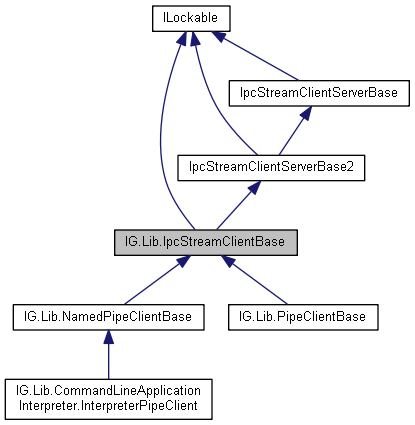 ILockable
IpcStreamClientServerBase
IpcStreamClientServerBase2
IG.Lib.IpcStreamClientBase
IG.Lib.NamedPipeClientBase
IG.Lib.PipeClientBase
IG.Lib.CommandLineApplication
Interpreter.InterpreterPipeClient